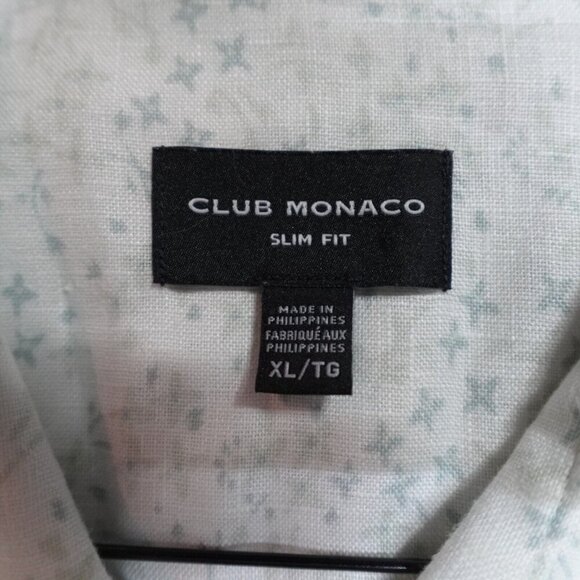 CLUB MONACO
SLIM FIT
MADE IN
PHILIPPINES
FABRIQUÉ AUX
PHILIPPINES
XL/TG